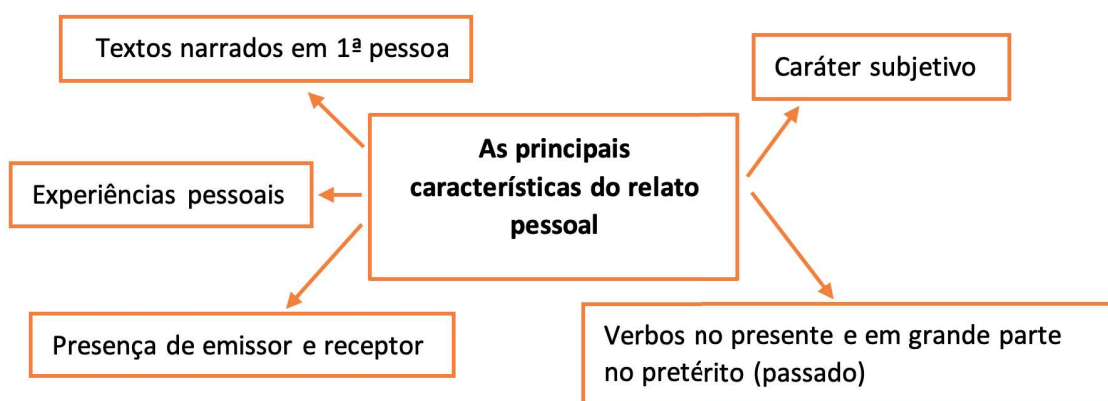 Textos narrados em 1ª pessoa
Caráter subjetivo
As principais
características do relato
pessoal
Experiências pessoais
Presença de emissor e receptor
Verbos no presente e em grande parte
no pretérito (passado)